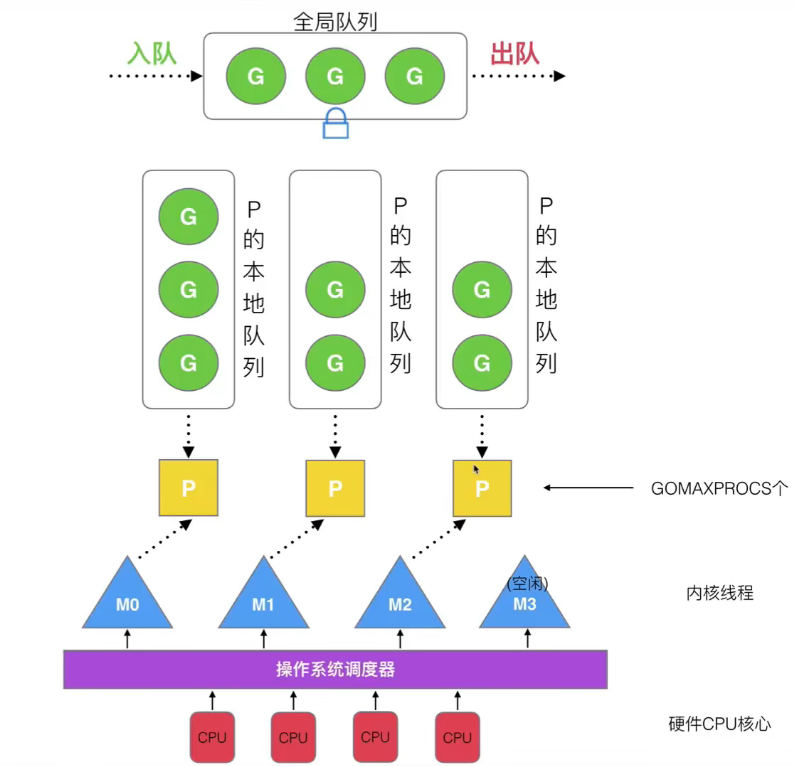 全局队列
入队
G G G
出队
G
G
G
P的本地队列
G
G
P的本地队列
G
G
P的本地队列
P P P
GOMAXPROCS个
M0 M1 M2
(空闲)
M3
内核线程
操作系统调度器
CPU CPU CPU CPU
硬件CPU核心